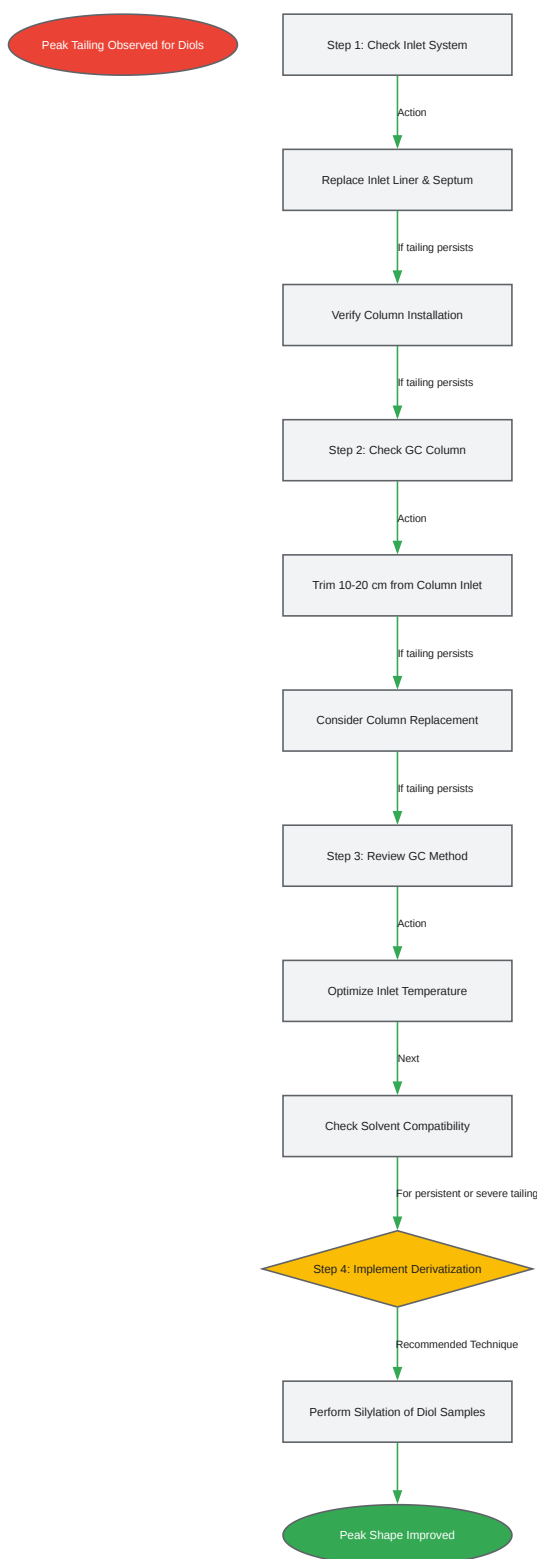 Peak Tailing Observed for Diols
Step 1: Check Inlet System
Action
Replace Inlet Liner & Septum
If tailing persists
Verify Column Installation
If tailing persists
Step 2: Check GC Column
Action
Trim 10-20 cm from Column Inlet
If tailing persists
Consider Column Replacement
If tailing persists
Step 3: Review GC Method
Action
Optimize Inlet Temperature
Next
Check Solvent Compatibility
For persistent or severe tailing
Step 4: Implement Derivatization
Recommended Technique
Perform Silylation of Diol Samples
Peak Shape Improved